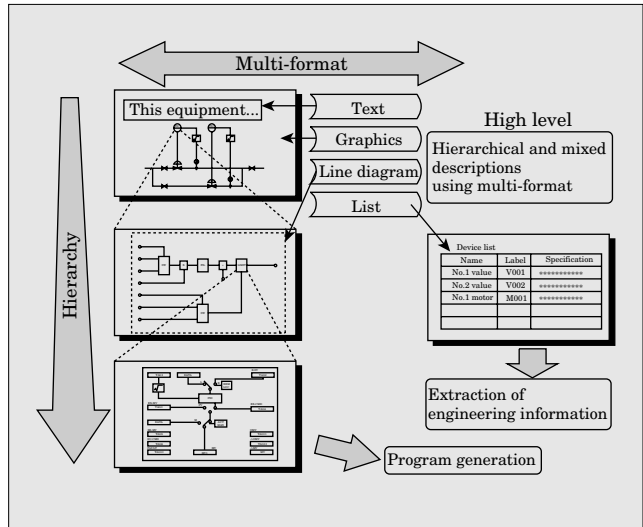 Multi-format
Hierarchy
This equipment...
Text
Graphics
Line diagram
List
High level
Hierarchical and mixed
descriptions
using multi-format
Device list
Name Label Specification
No.1 value V001 ***********
No.2 value V002 ***********
No.1 motor M001 ***********
Extraction of
engineering information
Program generation